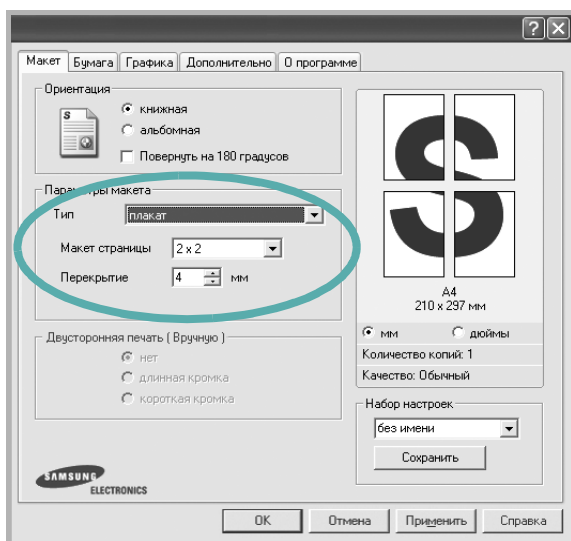 Макет Бумага Графика Дополнительно О программе
Ориентация
S
книжная
альбомная
Повернуть на 180 градусов
Параметры макета
Тип плакат
Макет страницы 2 x 2
Перекрытие 4 мм
Двусторонняя печать ( Вручную )
нет
длинная кромка
короткая кромка
SAMSUNG
ELECTRONICS
S
A4
210 x 297 мм
мм дюймы
Количество копий: 1
Качество: Обычный
Набор настроек
без имени
Сохранить
OK Отмена Применить Справка